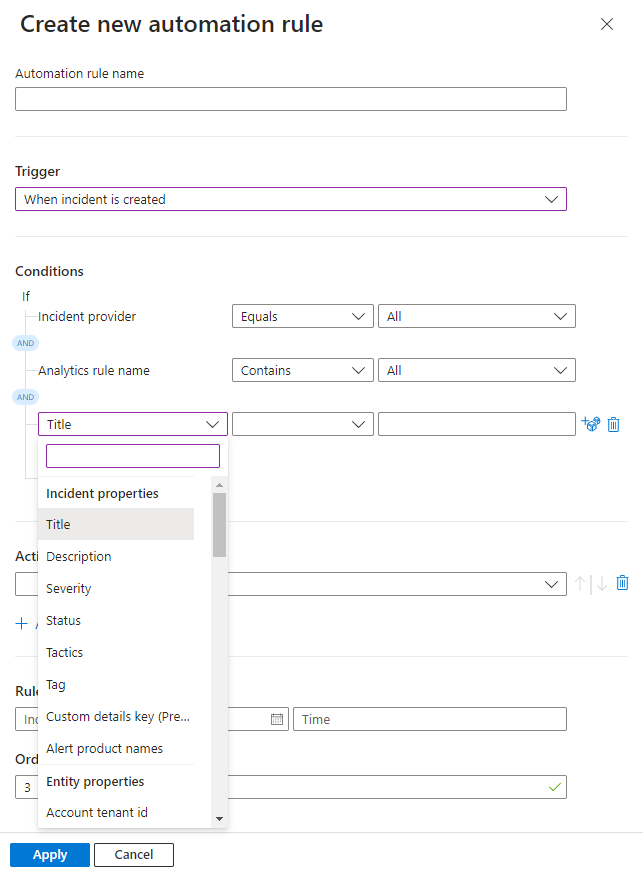 Create new automation rule
Automation rule name
Trigger
When incident is created
Conditions
If
Incident provider Equals All
AND
Analytics rule name Contains All
AND
Title
Incident properties
Title
Acti
Description
Severity
Status
Tactics
Tag
Rule
Custom details key (Pre...
Time
Alert product names
Ord
Entity properties
3
Account tenant id
Apply Cancel